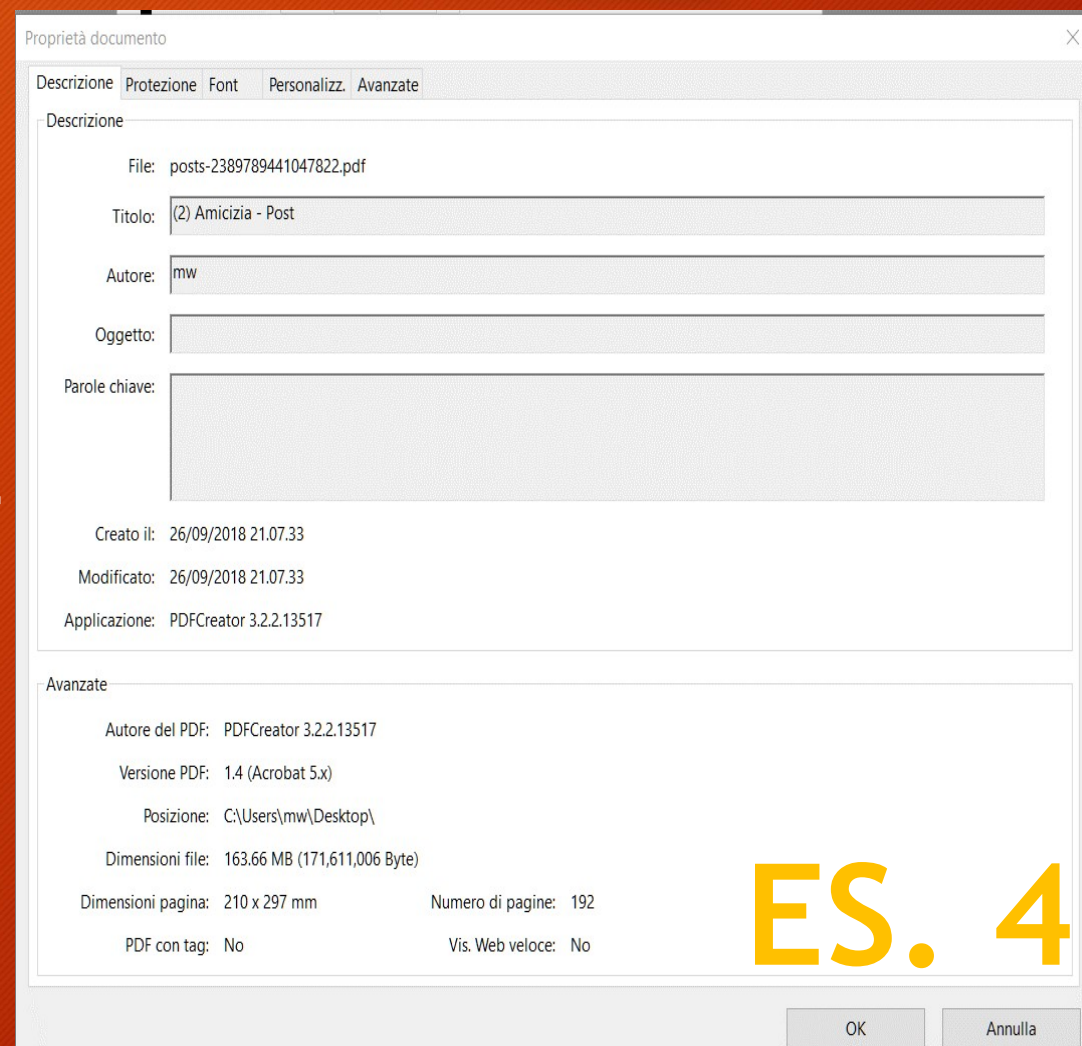 Proprietà documento
Descrizione Protezione Font Personalizz. Avanzate
Descrizione
File: posts-2389789441047822.pdf
Titolo: (2) Amicizia - Post
Autore: mw
Oggetto:
Parole chiave:
Creato il: 26/09/2018 21.07.33
Modificato: 26/09/2018 21.07.33
Applicazione: PDFCreator 3.2.2.13517
Avanzate
Autore del PDF: PDFCreator 3.2.2.13517
Versione PDF: 1.4 (Acrobat 5.x)
Posizione: C:\Users\mw\Desktop\
Dimensioni file: 163.66 MB (171,611,006 Byte)
Dimensioni pagina: 210 x 297 mm Numero di pagine: 192
PDF con tag: No Vis. Web veloce: No
ES. 4
OK Annulla